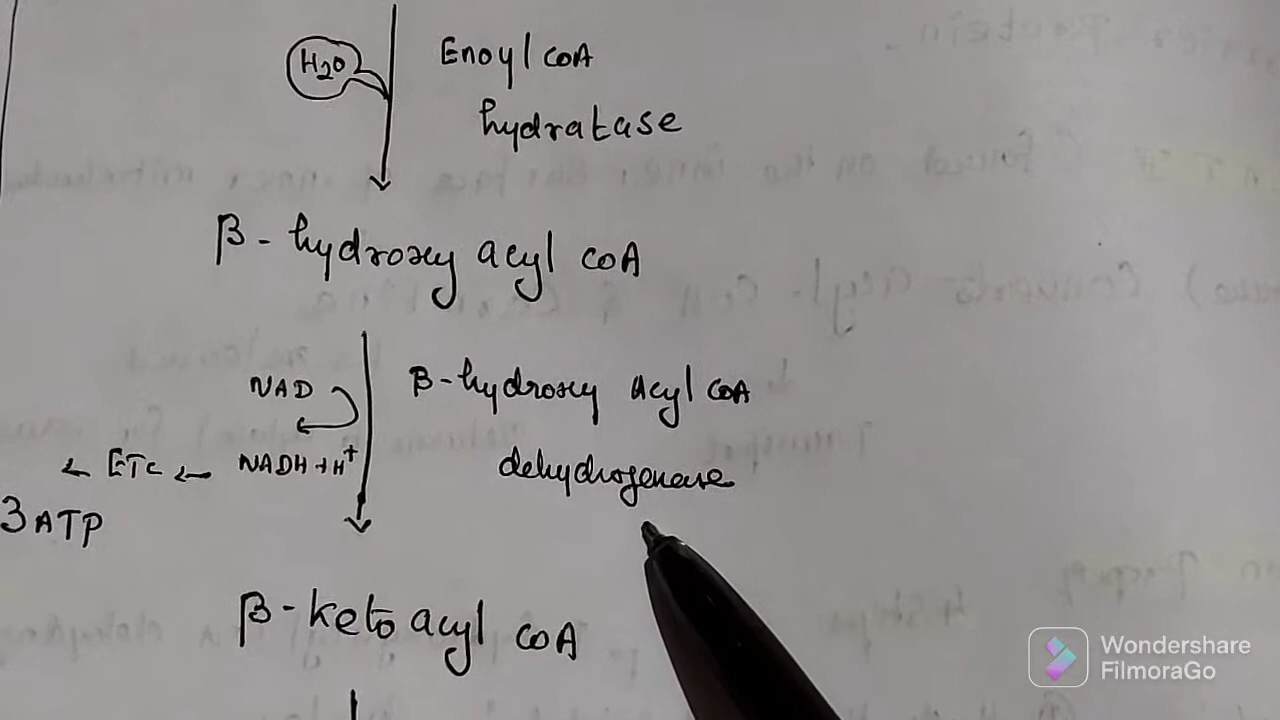 H2O
Enoyl CoA
hydratase
β-hydroxy acyl CoA
NAD
β-hydroxy Acyl CoA
← ETC ← NADH+H+
dehydrogenase
3 ATP
β-keto acyl CoA
Wondershare
FilmoraGo